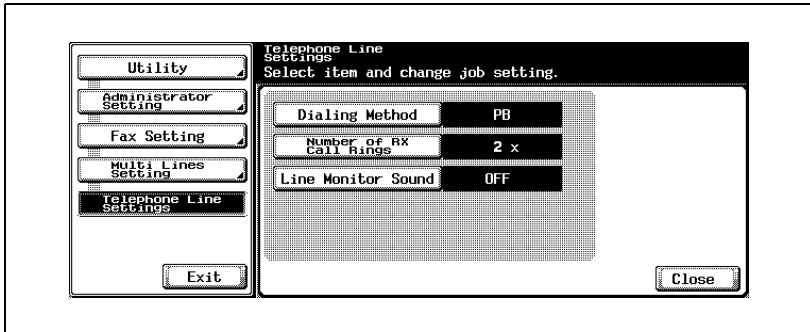 Utility
Administrator
Setting
Fax Setting
Multi Lines
Setting
Telephone Line
Settings
Exit
Telephone Line
Settings
Select item and change job setting.
Dialing Method PB
Number of RX
Call Rings 2 x
Line Monitor Sound OFF
Close